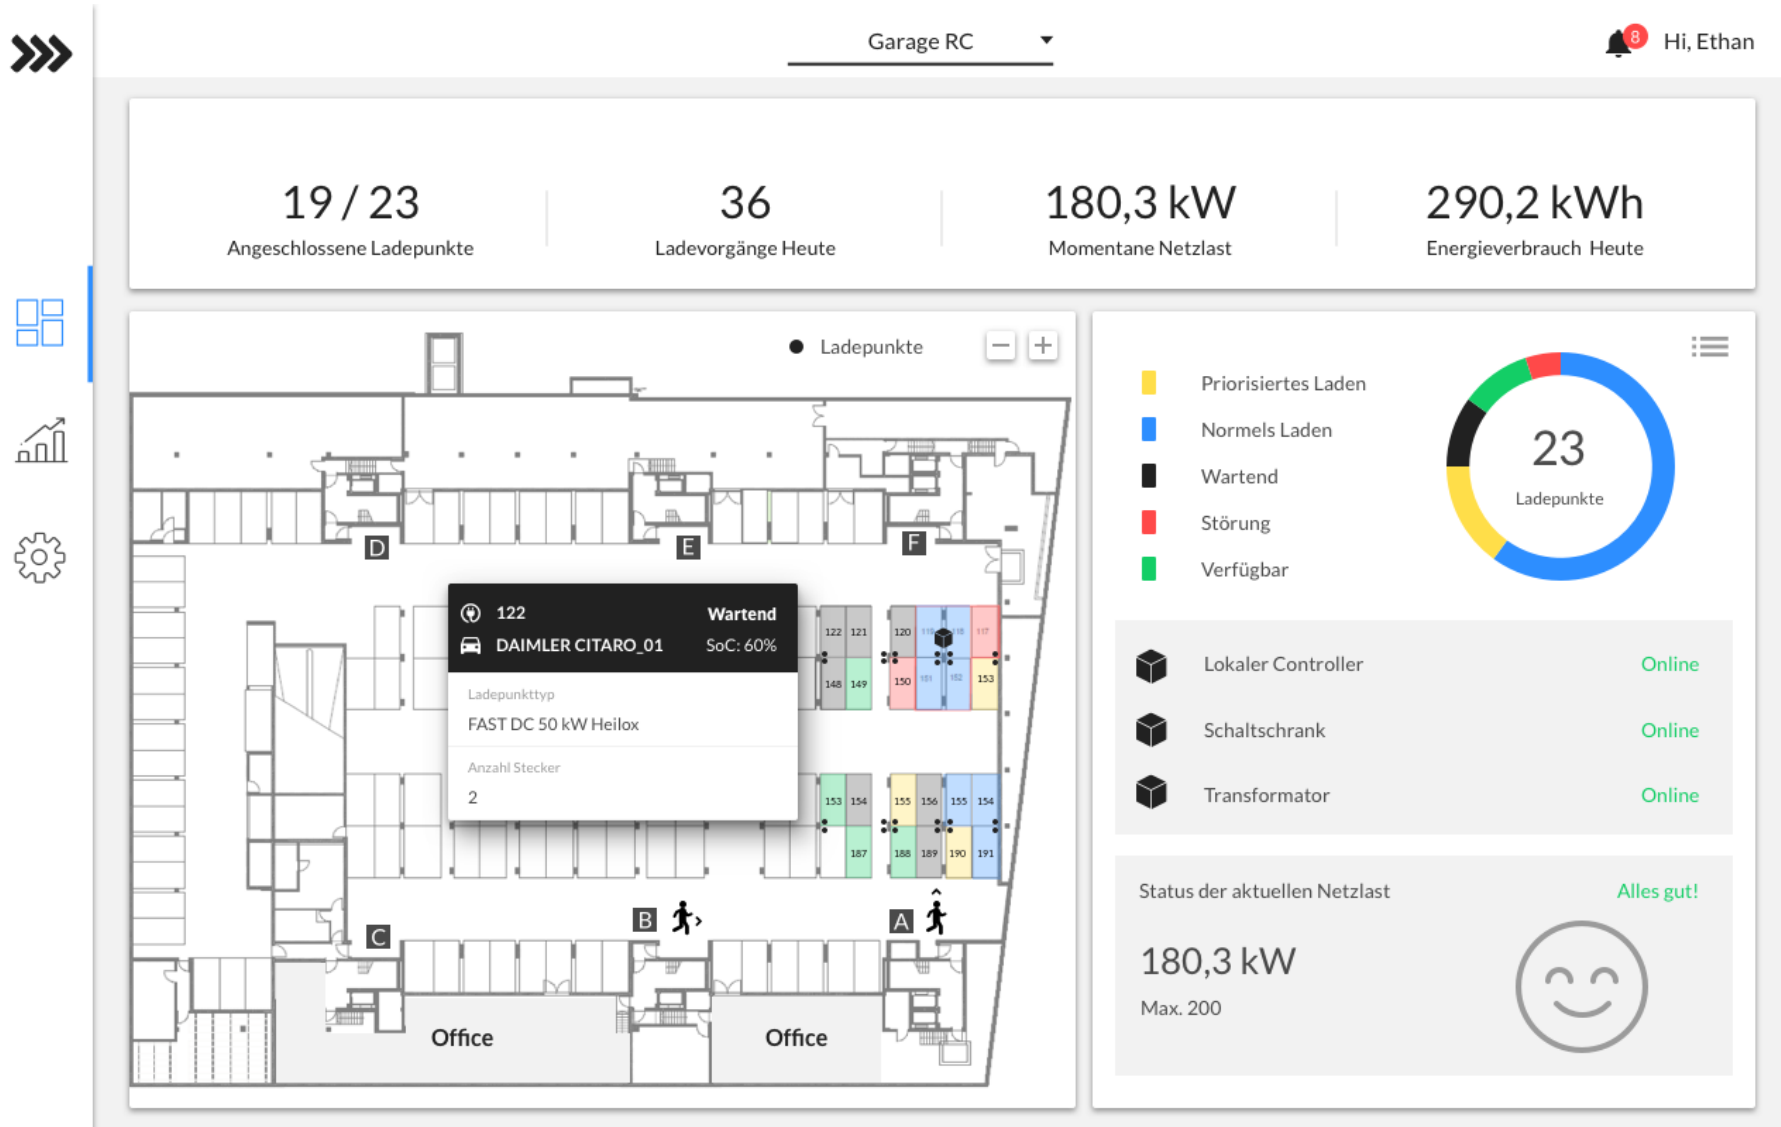 Garage RC
8
Hi, Ethan
19 / 23
Angeschlossene Ladepunkte
36
Ladevorgänge Heute
180,3 kW
Momentane Netzlast
290,2 kWh
Energieverbrauch Heute
Ladepunkte
D
E
F
122
Wartend
DAIMLER CITARO_01
SoC: 60%
Ladepunkttyp
FAST DC 50 kW Heilox
Anzahl Stecker
2
122 121 120 119 118 117
148 149 150 151 152 153
153 154 155 156 155 154
187 188 189 190 191
C
B
A
Office
Office
Priorisiertes Laden
Normels Laden
Wartend
Störung
Verfügbar
23
Ladepunkte
Lokaler Controller
Online
Schaltschrank
Online
Transformator
Online
Status der aktuellen Netzlast
Alles gut!
180,3 kW
Max. 200